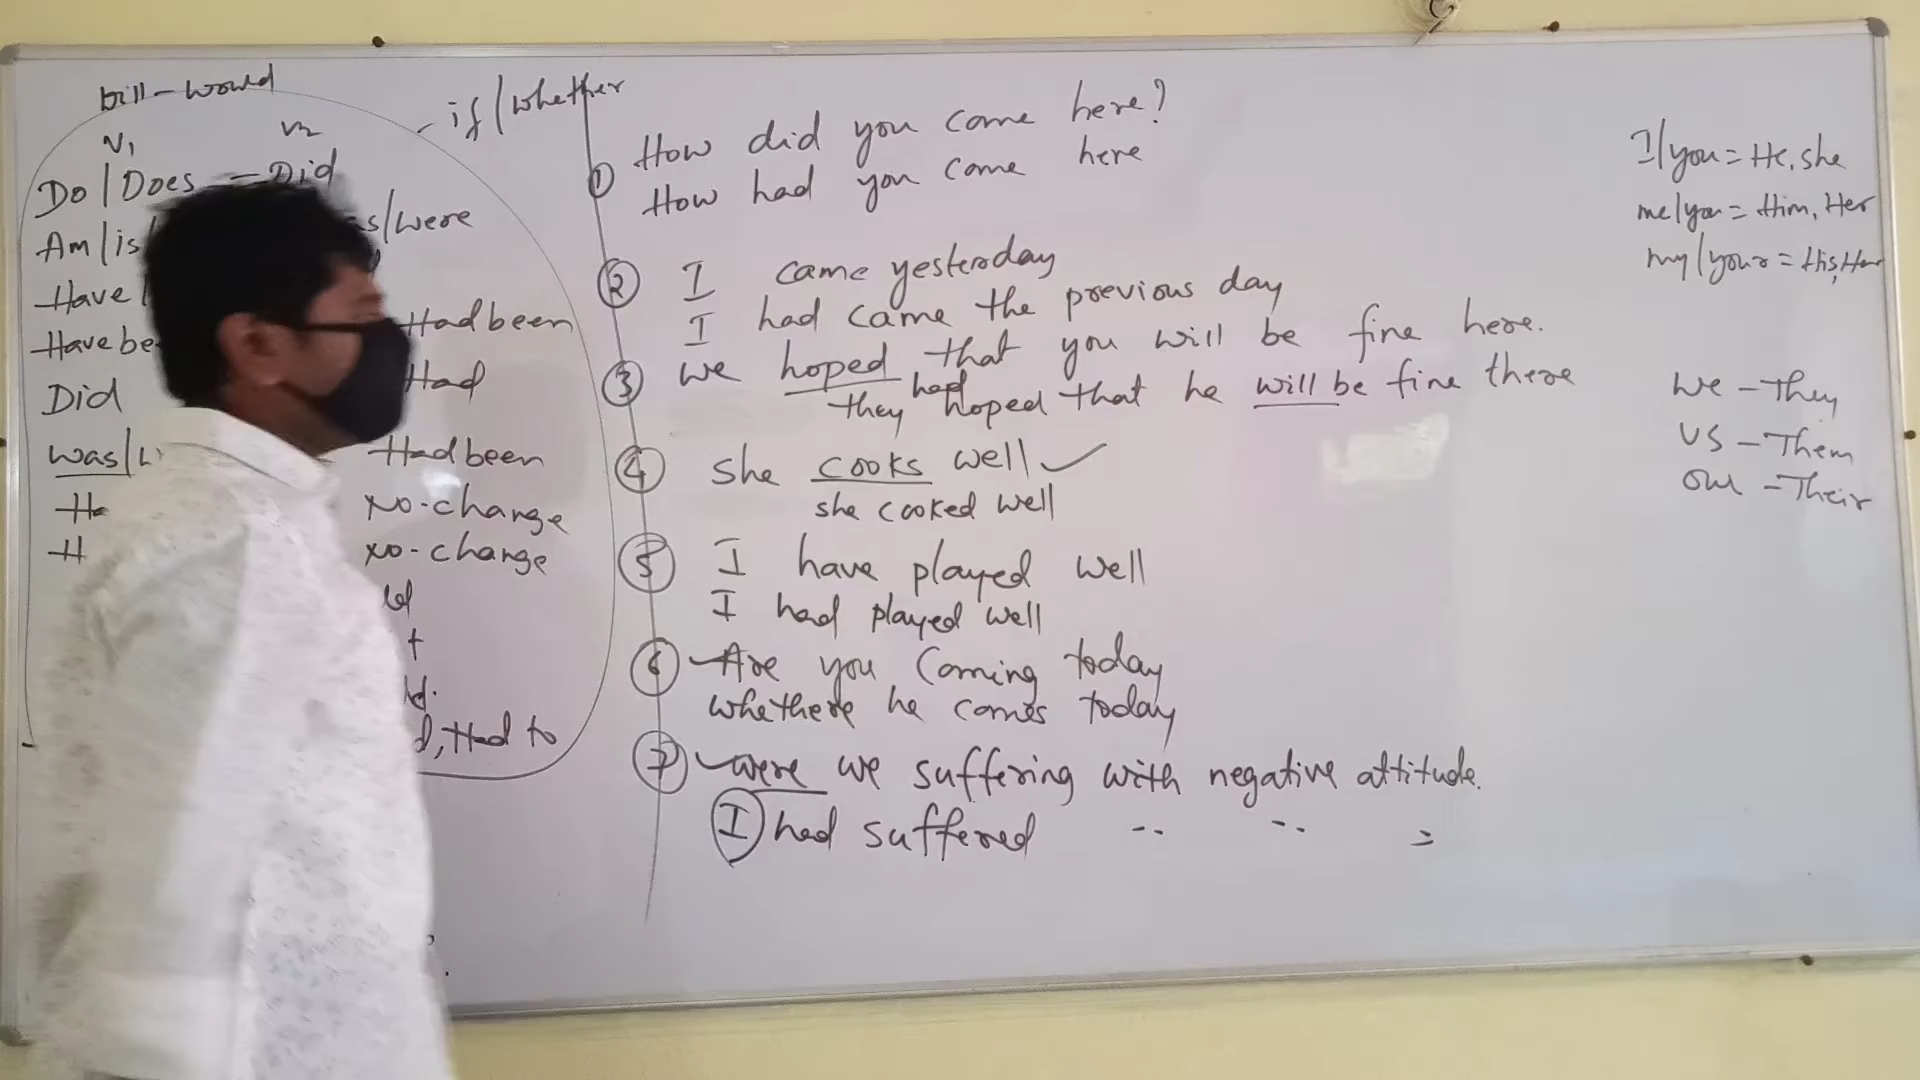 will - would
- if / whether
V1 V2
Do / Does - Did
Am / is / /were
Have /
Have be Had been
Did Had
was / Had been
Ha No-change
H No-change
d, Had to
① How did you come here?
How had you come here
② I came yesterday
I had came the previous day
③ we hoped that you will be fine here.
they had hoped that he will be fine there
④ she cooks well ✓
she cooked well
⑤ I have played well
I had played well
⑥ Are you Coming today
whethere he comes today
⑦ were we suffering with negative attitude.
I had suffered -- -- =
I/you = He, she
me/you = Him, Her
my/your = His, Her
we - They
us - Them
our - Their